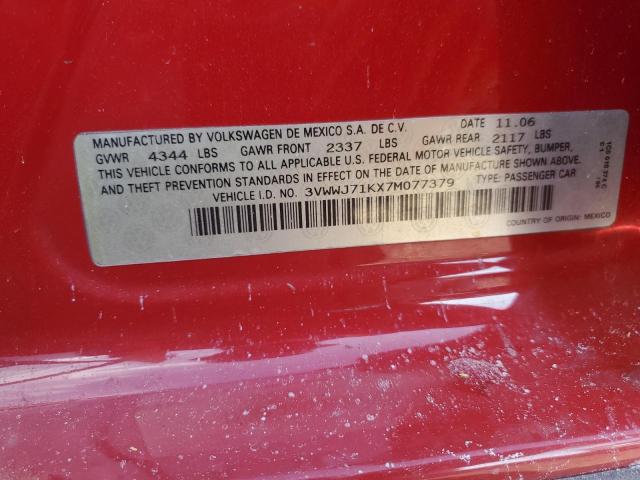 MANUFACTURED BY VOLKSWAGEN DE MEXICO S.A. DE C.V. DATE 11.06
GVWR 4344 LBS GAWR FRONT 2337 LBS GAWR REAR 2117 LBS
THIS VEHICLE CONFORMS TO ALL APPLICABLE U.S. FEDERAL MOTOR VEHICLE SAFETY, BUMPER,
AND THEFT PREVENTION STANDARDS IN EFFECT ON THE DATE OF MANUFACTURE SHOWN ABOVE.
VEHICLE I.D. NO. 3VWWJ71KX7M077379 TYPE: PASSENGER CAR
COUNTRY OF ORIGIN: MEXICO